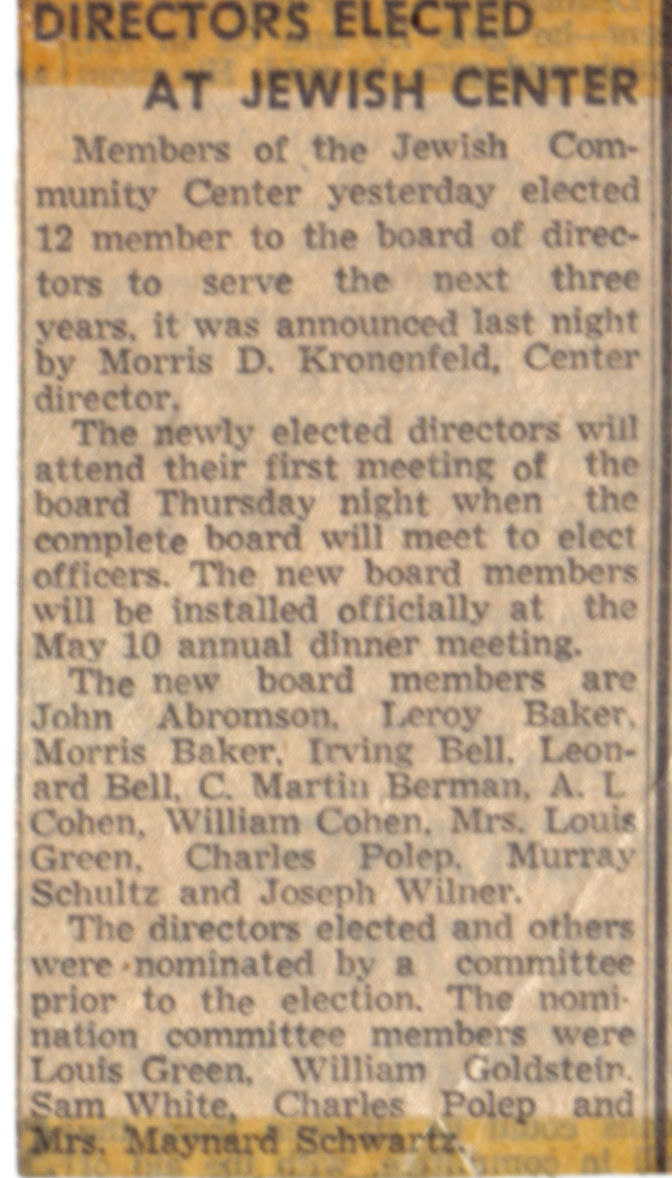 DIRECTORS ELECTED
AT JEWISH CENTER
Members of the Jewish Com-
munity Center yesterday elected
12 member to the board of direc-
tors to serve the next three
years, it was announced last night
by Morris D. Kronenfeld, Center
director.
The newly elected directors will
attend their first meeting of the
board Thursday night when the
complete board will meet to elect
officers. The new board members
will be installed officially at the
May 10 annual dinner meeting.
The new board members are
John Abromson, Leroy Baker,
Morris Baker, Irving Bell, Leon-
ard Bell, C. Martin Berman, A. L
Cohen, William Cohen, Mrs. Louis
Green, Charles Polep, Murray
Schultz and Joseph Wilner.
The directors elected and others
were nominated by a committee
prior to the election. The nomi-
nation committee members were
Louis Green, William Goldstein,
Sam White, Charles Polep and
Mrs. Maynard Schwartz.